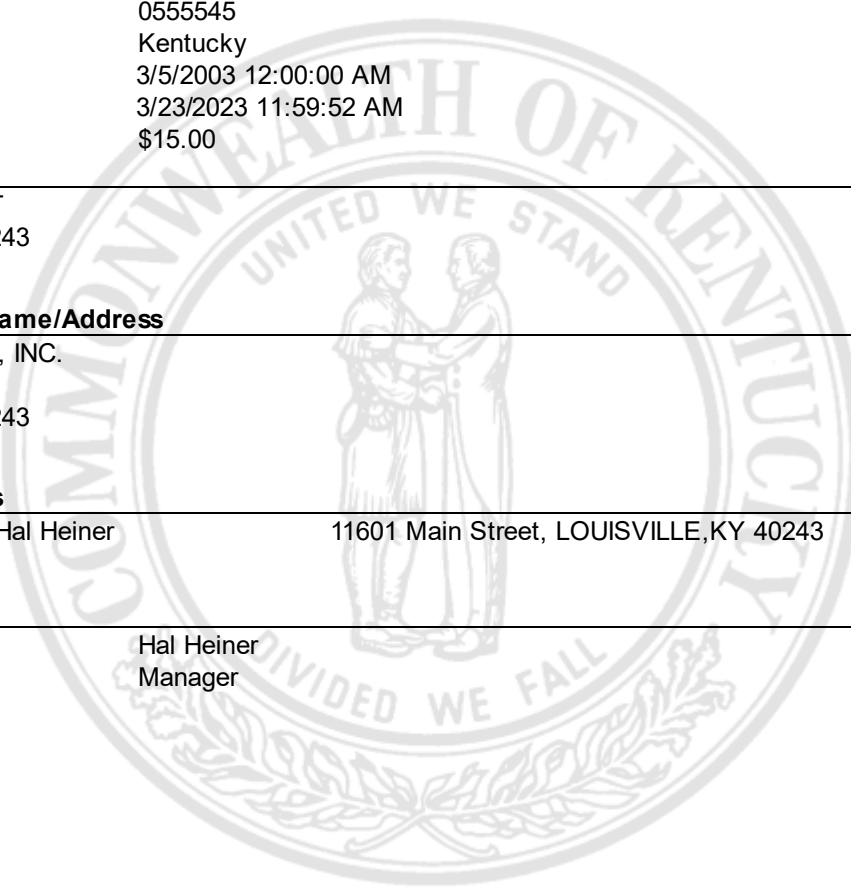 0555545
Kentucky
3/5/2003 12:00:00 AM
3/23/2023 11:59:52 AM
$15.00
243
ame/Address
, INC.
243
s
Hal Heiner 11601 Main Street, LOUISVILLE,KY 40243
Hal Heiner
Manager
COMMONWEALTH OF KENTUCKY
UNITED WE STAND
DIVIDED WE FALL